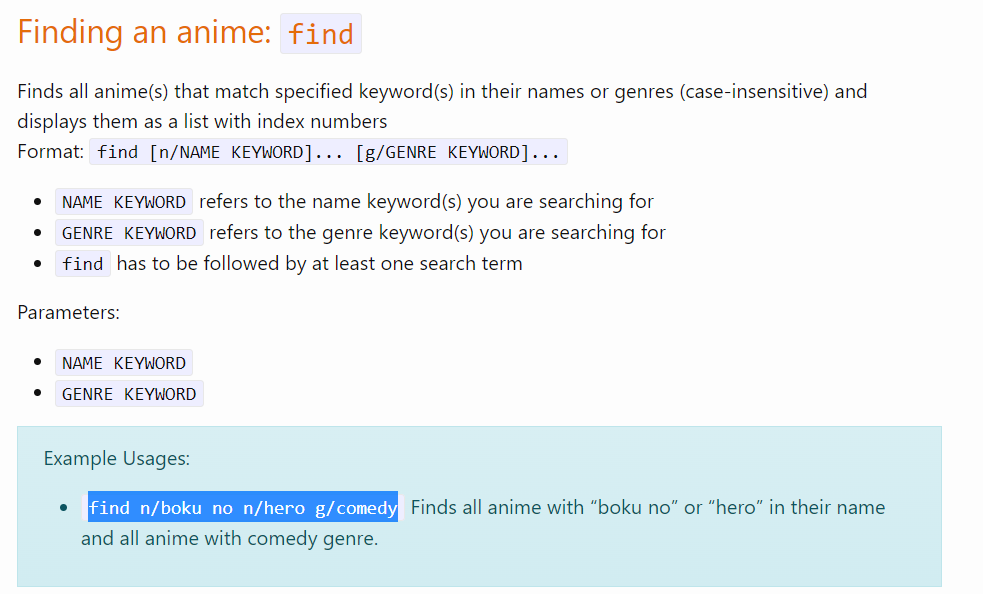 Finding an anime: find
Finds all anime(s) that match specified keyword(s) in their names or genres (case-insensitive) and
displays them as a list with index numbers
Format: find [n/NAME KEYWORD]... [g/GENRE KEYWORD]...
• NAME KEYWORD refers to the name keyword(s) you are searching for
• GENRE KEYWORD refers to the genre keyword(s) you are searching for
• find has to be followed by at least one search term
Parameters:
• NAME KEYWORD
• GENRE KEYWORD
Example Usages:
• find n/boku no n/hero g/comedy Finds all anime with “boku no” or “hero” in their name
and all anime with comedy genre.